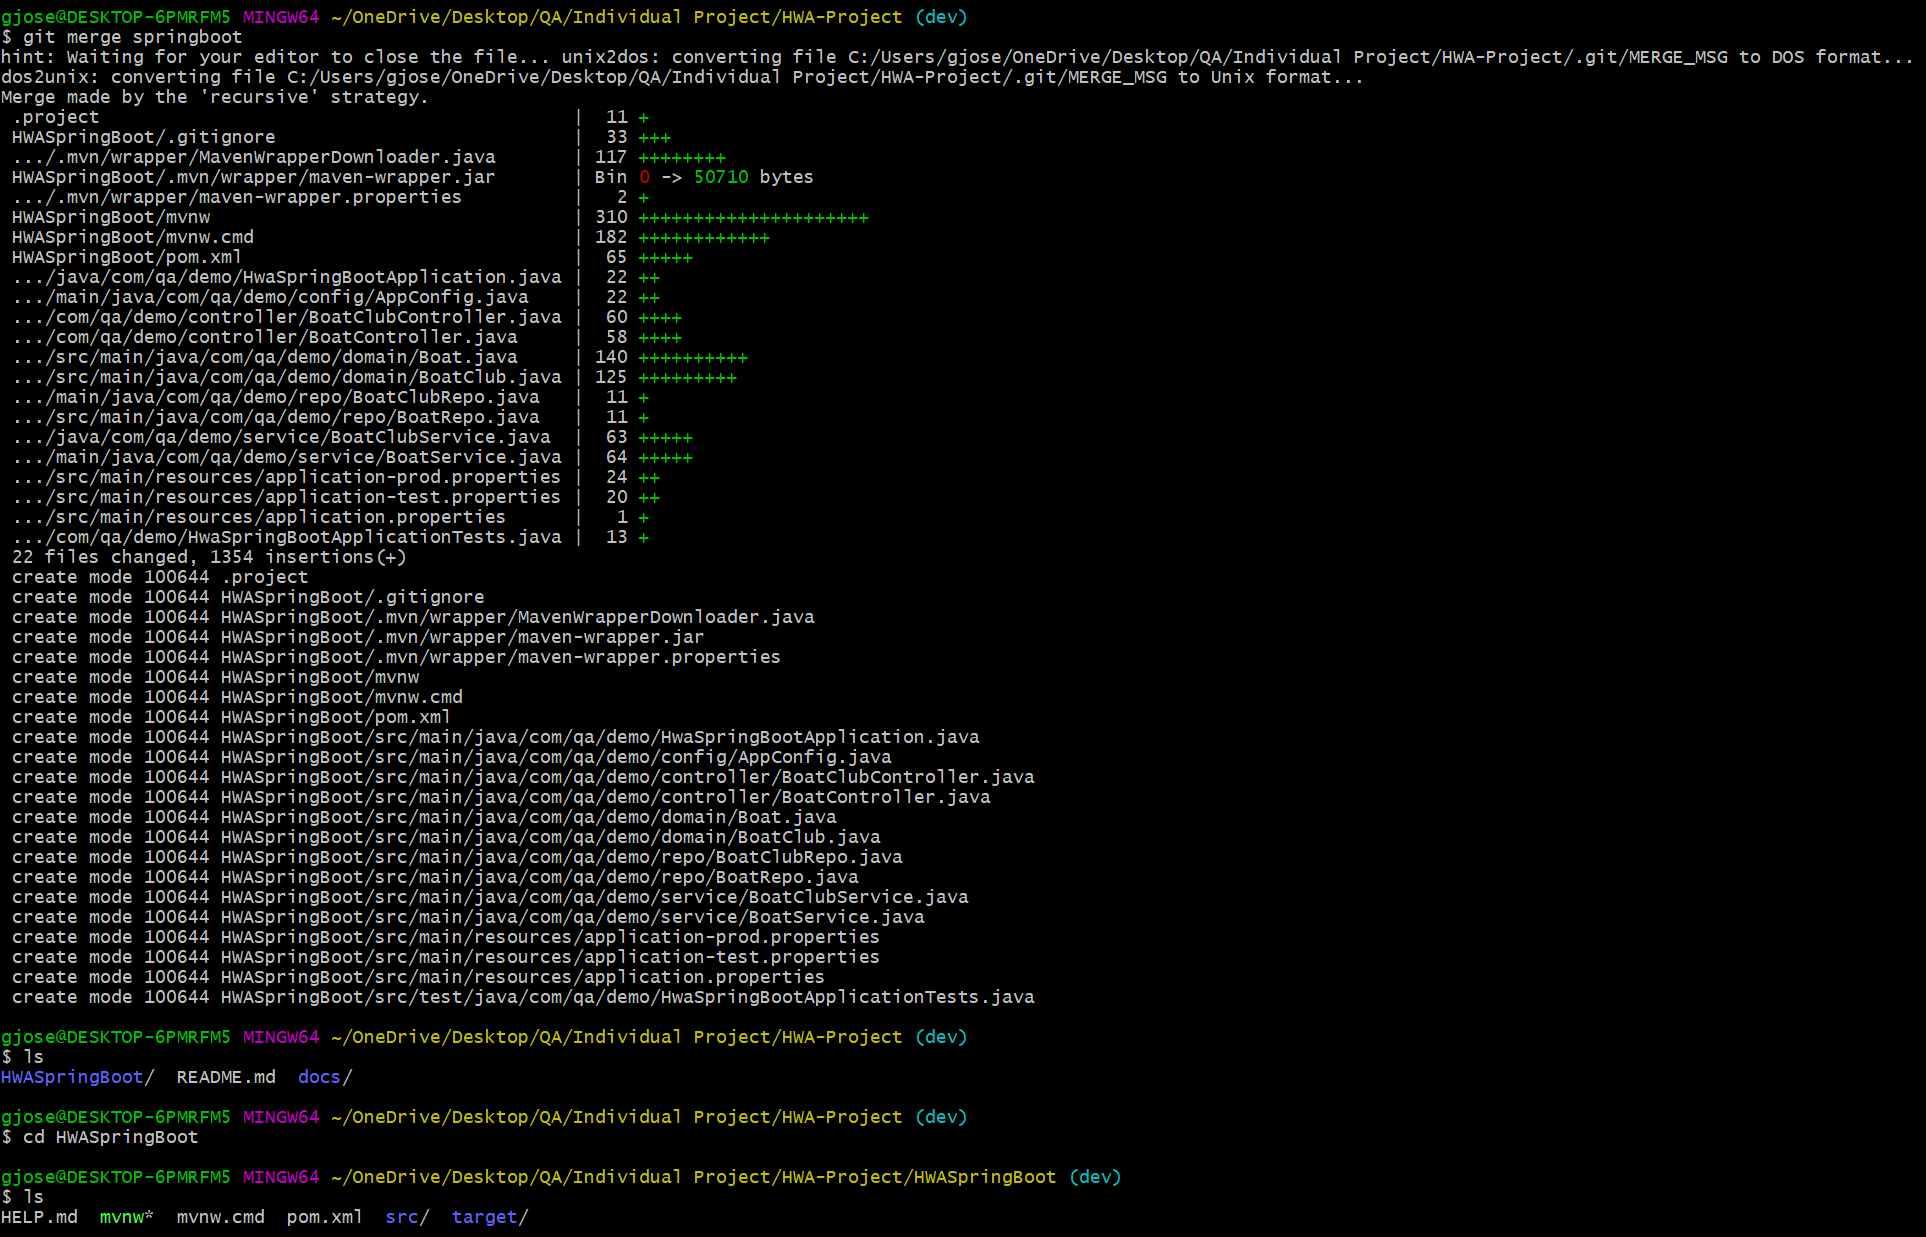 gjose@DESKTOP-6PMRFM5 MINGW64 ~/OneDrive/Desktop/QA/Individual Project/HWA-Project (dev)
$ git merge springboot
hint: Waiting for your editor to close the file... unix2dos: converting file C:/Users/gjose/OneDrive/Desktop/QA/Individual Project/HWA-Project/.git/MERGE_MSG to DOS format...
dos2unix: converting file C:/Users/gjose/OneDrive/Desktop/QA/Individual Project/HWA-Project/.git/MERGE_MSG to Unix format...
Merge made by the 'recursive' strategy.
.project | 11 +
HWASpringBoot/.gitignore | 33 +++
.../.mvn/wrapper/MavenWrapperDownloader.java | 117 ++++++++
HWASpringBoot/.mvn/wrapper/maven-wrapper.jar | Bin 0 -> 50710 bytes
.../.mvn/wrapper/maven-wrapper.properties | 2 +
HWASpringBoot/mvnw | 310 +++++++++++++++++++++
HWASpringBoot/mvnw.cmd | 182 ++++++++++++
HWASpringBoot/pom.xml | 65 +++++
.../java/com/qa/demo/HwaSpringBootApplication.java | 22 ++
.../main/java/com/qa/demo/config/AppConfig.java | 22 ++
.../com/qa/demo/controller/BoatClubController.java | 60 ++++
.../com/qa/demo/controller/BoatController.java | 58 ++++
.../src/main/java/com/qa/demo/domain/Boat.java | 140 ++++++++++
.../src/main/java/com/qa/demo/domain/BoatClub.java | 125 +++++++++
.../main/java/com/qa/demo/repo/BoatClubRepo.java | 11 +
.../src/main/java/com/qa/demo/repo/BoatRepo.java | 11 +
.../java/com/qa/demo/service/BoatClubService.java | 63 +++++
.../main/java/com/qa/demo/service/BoatService.java | 64 +++++
.../src/main/resources/application-prod.properties | 24 ++
.../src/main/resources/application-test.properties | 20 ++
.../src/main/resources/application.properties | 1 +
.../com/qa/demo/HwaSpringBootApplicationTests.java | 13 +
22 files changed, 1354 insertions(+)
create mode 100644 .project
create mode 100644 HWASpringBoot/.gitignore
create mode 100644 HWASpringBoot/.mvn/wrapper/MavenWrapperDownloader.java
create mode 100644 HWASpringBoot/.mvn/wrapper/maven-wrapper.jar
create mode 100644 HWASpringBoot/.mvn/wrapper/maven-wrapper.properties
create mode 100644 HWASpringBoot/mvnw
create mode 100644 HWASpringBoot/mvnw.cmd
create mode 100644 HWASpringBoot/pom.xml
create mode 100644 HWASpringBoot/src/main/java/com/qa/demo/HwaSpringBootApplication.java
create mode 100644 HWASpringBoot/src/main/java/com/qa/demo/config/AppConfig.java
create mode 100644 HWASpringBoot/src/main/java/com/qa/demo/controller/BoatClubController.java
create mode 100644 HWASpringBoot/src/main/java/com/qa/demo/controller/BoatController.java
create mode 100644 HWASpringBoot/src/main/java/com/qa/demo/domain/Boat.java
create mode 100644 HWASpringBoot/src/main/java/com/qa/demo/domain/BoatClub.java
create mode 100644 HWASpringBoot/src/main/java/com/qa/demo/repo/BoatClubRepo.java
create mode 100644 HWASpringBoot/src/main/java/com/qa/demo/repo/BoatRepo.java
create mode 100644 HWASpringBoot/src/main/java/com/qa/demo/service/BoatClubService.java
create mode 100644 HWASpringBoot/src/main/java/com/qa/demo/service/BoatService.java
create mode 100644 HWASpringBoot/src/main/resources/application-prod.properties
create mode 100644 HWASpringBoot/src/main/resources/application-test.properties
create mode 100644 HWASpringBoot/src/main/resources/application.properties
create mode 100644 HWASpringBoot/src/test/java/com/qa/demo/HwaSpringBootApplicationTests.java
gjose@DESKTOP-6PMRFM5 MINGW64 ~/OneDrive/Desktop/QA/Individual Project/HWA-Project (dev)
$ ls
HWASpringBoot/ README.md docs/
gjose@DESKTOP-6PMRFM5 MINGW64 ~/OneDrive/Desktop/QA/Individual Project/HWA-Project (dev)
$ cd HWASpringBoot
gjose@DESKTOP-6PMRFM5 MINGW64 ~/OneDrive/Desktop/QA/Individual Project/HWA-Project/HWASpringBoot (dev)
$ ls
HELP.md mvnw* mvnw.cmd pom.xml src/ target/